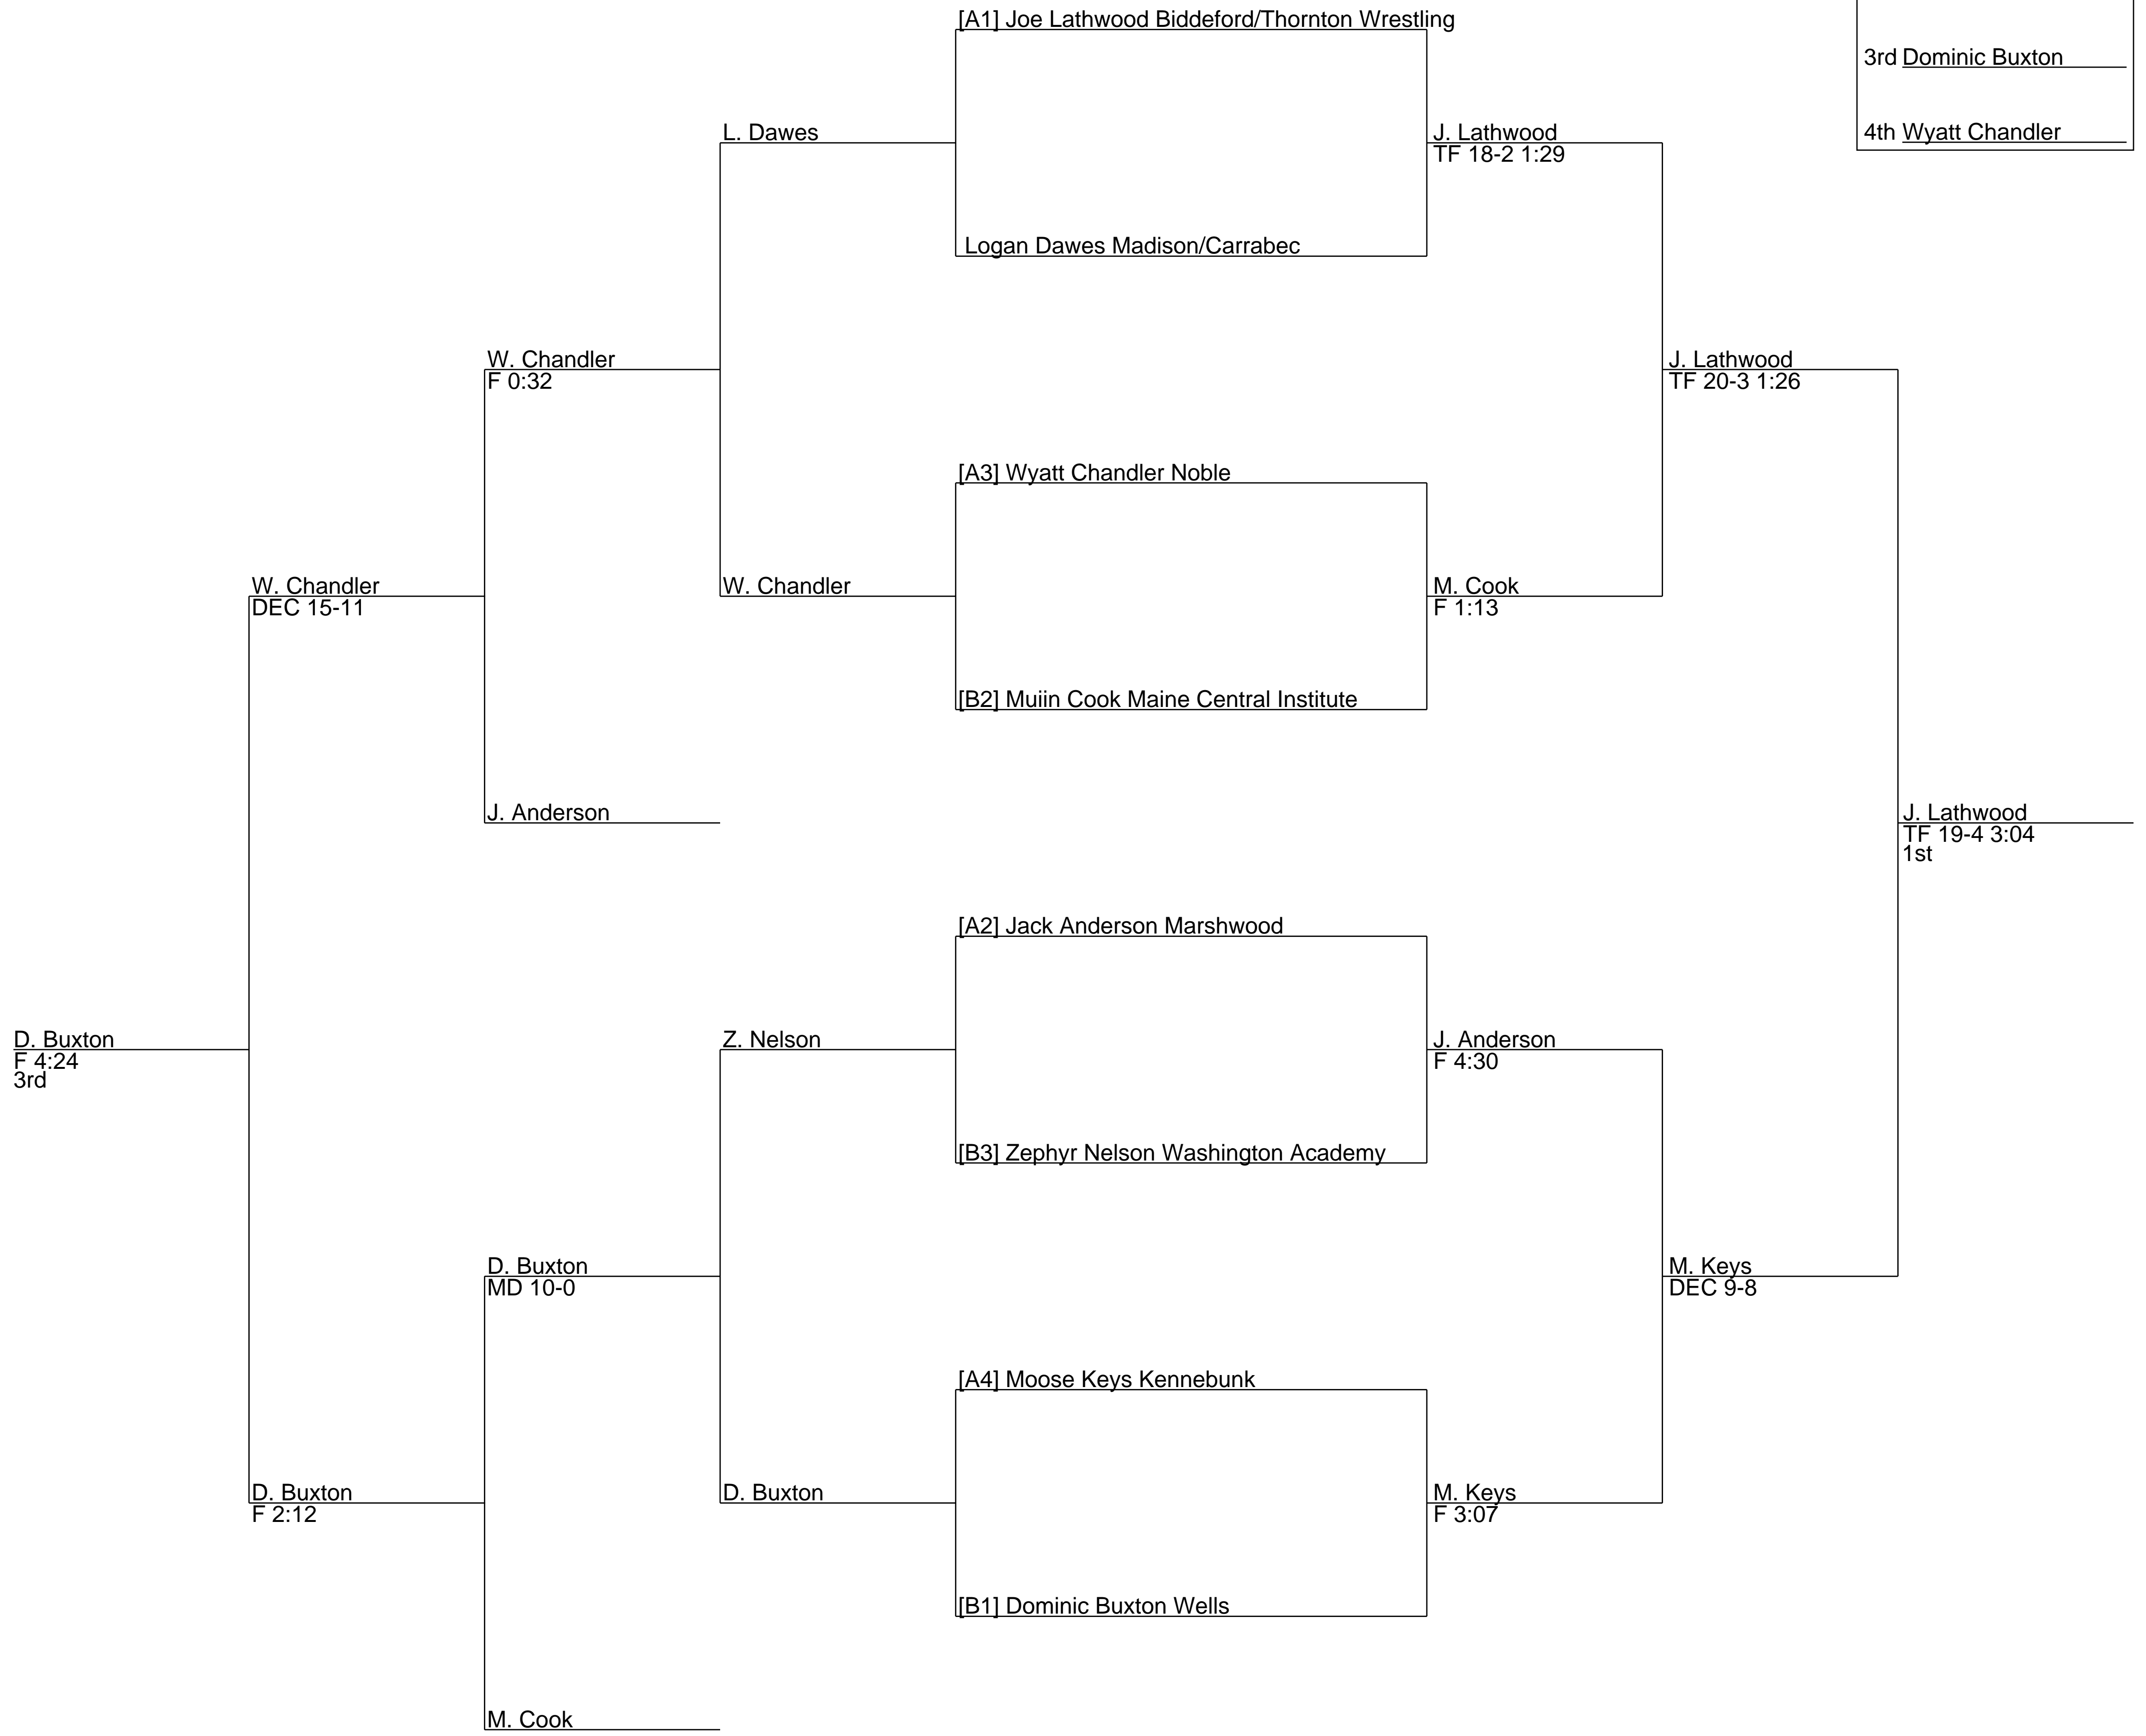 [A1] Joe Lathwood Biddeford/Thornton Wrestling
3rd Dominic Buxton
L. Dawes
J. Lathwood
TF 18-2 1:29
4th Wyatt Chandler
Logan Dawes Madison/Carrabec
W. Chandler
F 0:32
J. Lathwood
TF 20-3 1:26
[A3] Wyatt Chandler Noble
W. Chandler
DEC 15-11
W. Chandler
M. Cook
F 1:13
[B2] Muiin Cook Maine Central Institute
J. Anderson
J. Lathwood
TF 19-4 3:04
1st
[A2] Jack Anderson Marshwood
D. Buxton
F 4:24
3rd
Z. Nelson
J. Anderson
F 4:30
[B3] Zephyr Nelson Washington Academy
D. Buxton
MD 10-0
M. Keys
DEC 9-8
[A4] Moose Keys Kennebunk
D. Buxton
F 2:12
D. Buxton
M. Keys
F 3:07
[B1] Dominic Buxton Wells
M. Cook